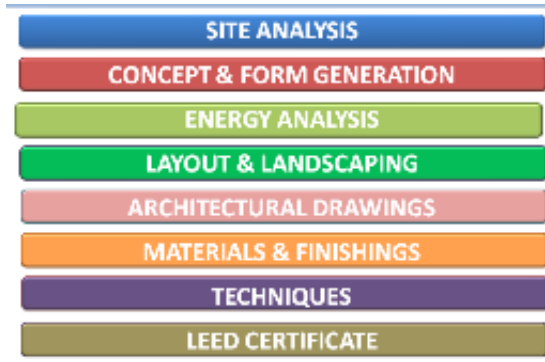 SITE ANALYSIS
CONCEPT & FORM GENERATION
ENERGY ANALYSIS
LAYOUT & LANDSCAPING
ARCHITECTURAL DRAWINGS
MATERIALS & FINISHINGS
TECHNIQUES
LEED CERTIFICATE